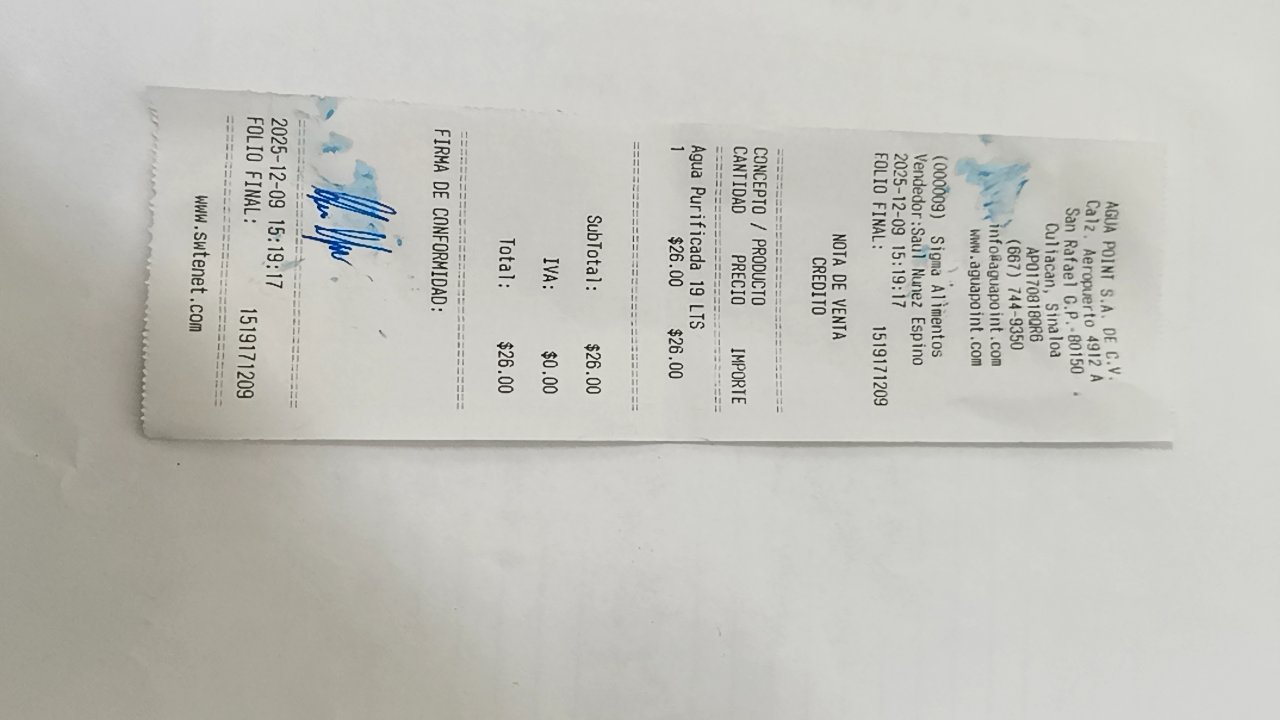 AGUA POINT S.A. DE C.V.
Calz. Aeropuerto 4912 A
San Rafael C.P.-80150
Culiacan, Sinaloa
APO170818QR6
(667) 744-9350
info@aguapoint.com
www.aguapoint.com
(000009) Sigma Alimentos
Vendedor:Saul Nunez Espino
2025-12-09 15:19:17
FOLIO FINAL: 1519171209
NOTA DE VENTA
CREDITO
CONCEPTO / PRODUCTO
CANTIDAD PRECIO IMPORTE
Agua Purificada 19 LTS
1 $26.00 $26.00
SubTotal: $26.00
IVA: $0.00
Total: $26.00
FIRMA DE CONFORMIDAD:
2025-12-09 15:19:17
FOLIO FINAL: 1519171209
www.swtenet.com